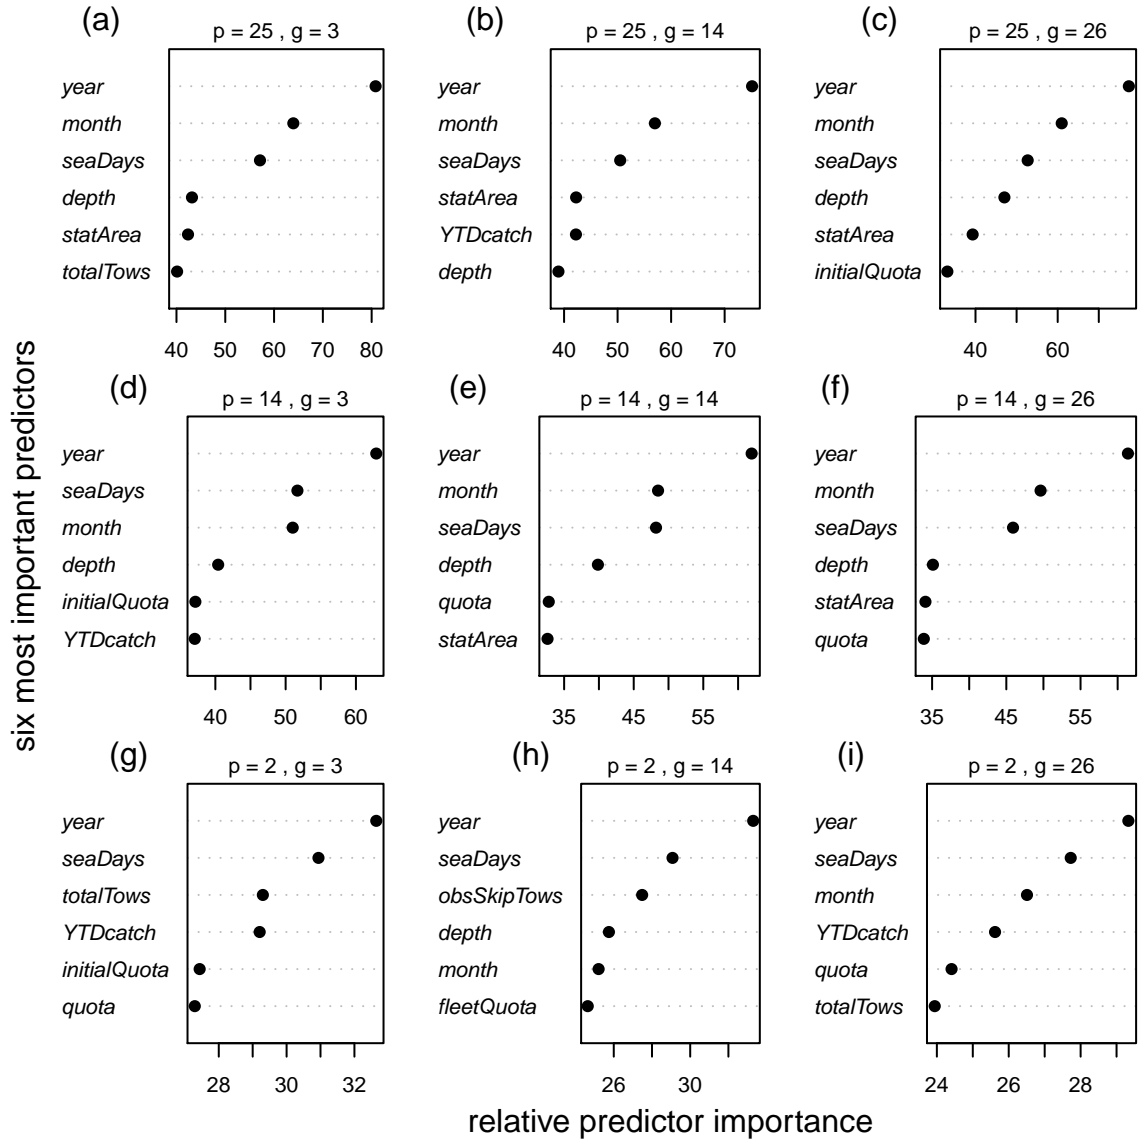 (a)
p = 25 , g = 3
year
month
seaDays
depth
statArea
totalTows
40 50 60 70 80
(b)
p = 25 , g = 14
year
month
seaDays
statArea
YTDcatch
depth
40 50 60 70
(c)
p = 25 , g = 26
year
month
seaDays
depth
statArea
initialQuota
40 60
(d)
p = 14 , g = 3
year
seaDays
month
depth
initialQuota
YTDcatch
40 50 60
(e)
p = 14 , g = 14
year
month
seaDays
depth
quota
statArea
35 45 55
(f)
p = 14 , g = 26
year
month
seaDays
depth
statArea
quota
35 45 55
(g)
p = 2 , g = 3
year
seaDays
totalTows
YTDcatch
initialQuota
quota
28 30 32
(h)
p = 2 , g = 14
year
seaDays
obsSkipTows
depth
month
fleetQuota
26 30
(i)
p = 2 , g = 26
year
seaDays
month
YTDcatch
quota
totalTows
24 26 28
six most important predictors
relative predictor importance